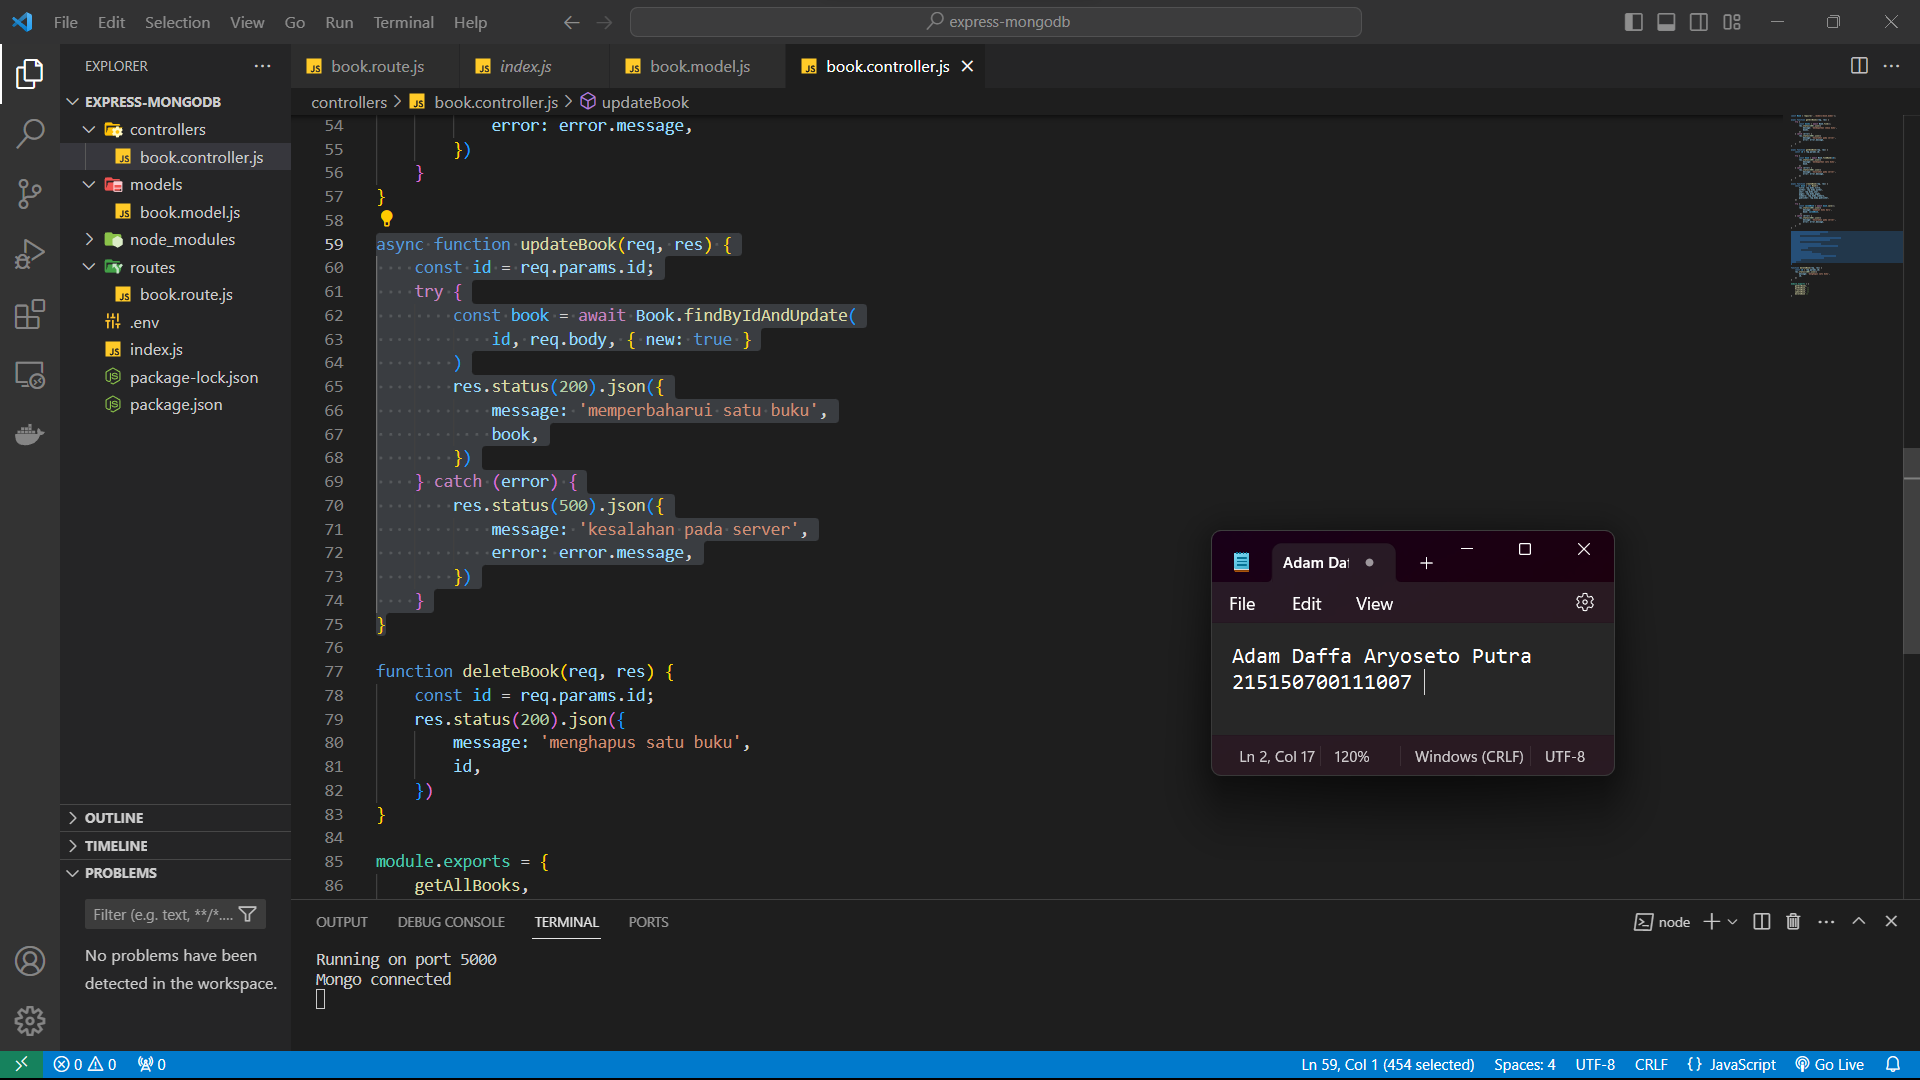 File Edit Selection View Go Run Terminal Help
express-mongodb
EXPLORER
EXPRESS-MONGODB
controllers
book.controller.js
models
book.model.js
node_modules
routes
book.route.js
.env
index.js
package-lock.json
package.json
OUTLINE
TIMELINE
PROBLEMS
Filter (e.g. text, **/*....
No problems have been
detected in the workspace.
book.route.js index.js book.model.js book.controller.js
controllers > book.controller.js > updateBook
54 error: error.message,
55 })
56 }
57 }
58
59 async function updateBook(req, res) {
60 const id = req.params.id;
61 try {
62 const book = await Book.findByIdAndUpdate(
63 id, req.body, { new: true }
64 )
65 res.status(200).json({
66 message: 'memperbaharui satu buku',
67 book,
68 })
69 } catch (error) {
70 res.status(500).json({
71 message: 'kesalahan pada server',
72 error: error.message,
73 })
74 }
75 }
76
77 function deleteBook(req, res) {
78 const id = req.params.id;
79 res.status(200).json({
80 message: 'menghapus satu buku',
81 id,
82 })
83 }
84
85 module.exports = {
86 getAllBooks,
Adam Da
File Edit View
Adam Daffa Aryoseto Putra
215150700111007
Ln 2, Col 17 120% Windows (CRLF) UTF-8
OUTPUT DEBUG CONSOLE TERMINAL PORTS
node
Running on port 5000
Mongo connected
0 0 0
Ln 59, Col 1 (454 selected) Spaces: 4 UTF-8 CRLF {} JavaScript Go Live